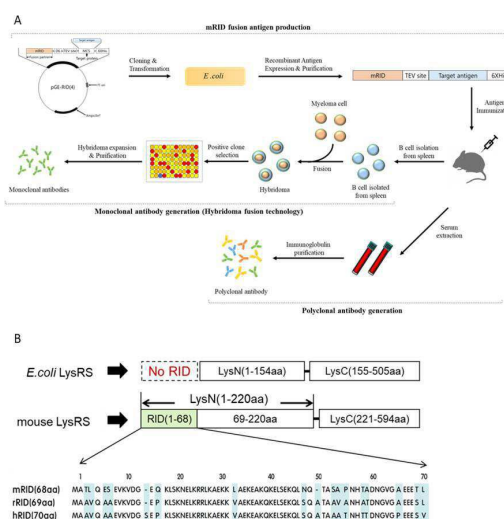 A
mRID fusion antigen production
mRID
MCS
Target protein
pGE-RID(4)
Cloning &
Transformation
E.coli
Recombinant Antigen
Expression & Purification
mRID TEV site Target antigen 6XHi
Antigen
Immunizat
Myeloma cell
B cell isolation
from spleen
Fusion
B cell isolated
from spleen
Hybridoma
Positive clone
selection
Hybridoma expansion
& Purification
Monoclonal antibodies
Monoclonal antibody generation (Hybridoma fusion technology)
Serum
extraction
Immunoglobulin
purification
Polyclonal antibody
Polyclonal antibody generation
B
E.coli LysRS No RID LysN(1-154aa) LysC(155-505aa)
LysN(1-220aa)
mouse LysRS RID(1-68) 69-220aa LysC(221-594aa)
1 10 20 30 40 50 60 70
mRID(68aa) MATLQESEVKVDG-EQKLSKNELKRRLKAEKKLAEKEAKQKELSEKQLNQ-TASAPNHTADNGVGAEEETL
rRID(69aa)
hRID(70aa)